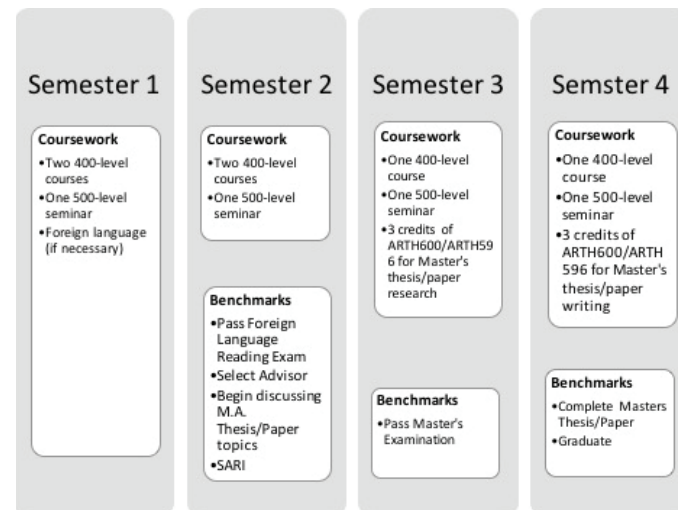 Semester 1
Coursework
•Two 400-level
courses
•One 500-level
seminar
•Foreign language
(if necessary)
Semester 2
Coursework
•Two 400-level
courses
•One 500-level
seminar
Benchmarks
•Pass Foreign
Language
Reading Exam
•Select Advisor
•Begin discussing
M.A.
Thesis/Paper
topics
•SARI
Semester 3
Coursework
•One 400-level
course
•One 500-level
seminar
•3 credits of
ARTH600/ARTH59
6 for Master's
thesis/paper
research
Benchmarks
•Pass Master's
Examination
Semster 4
Coursework
•One 400-level
course
•One 500-level
seminar
•3 credits of
ARTH600/ARTH
596 for Master's
thesis/paper
writing
Benchmarks
•Complete Masters
Thesis/Paper
•Graduate